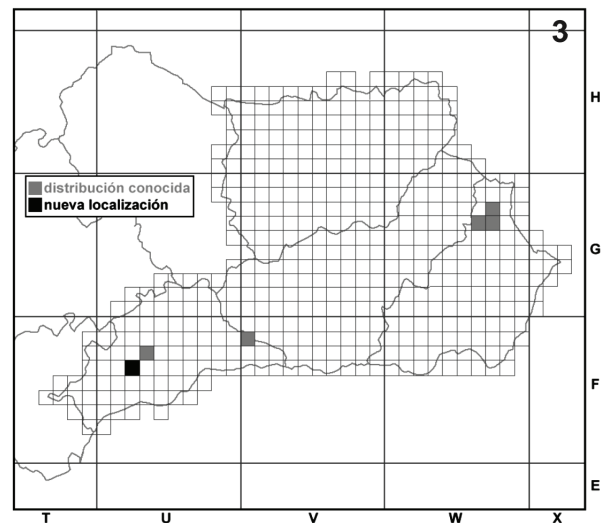 3
H
distribución conocida
nueva localización
G
F
E
T U V W X